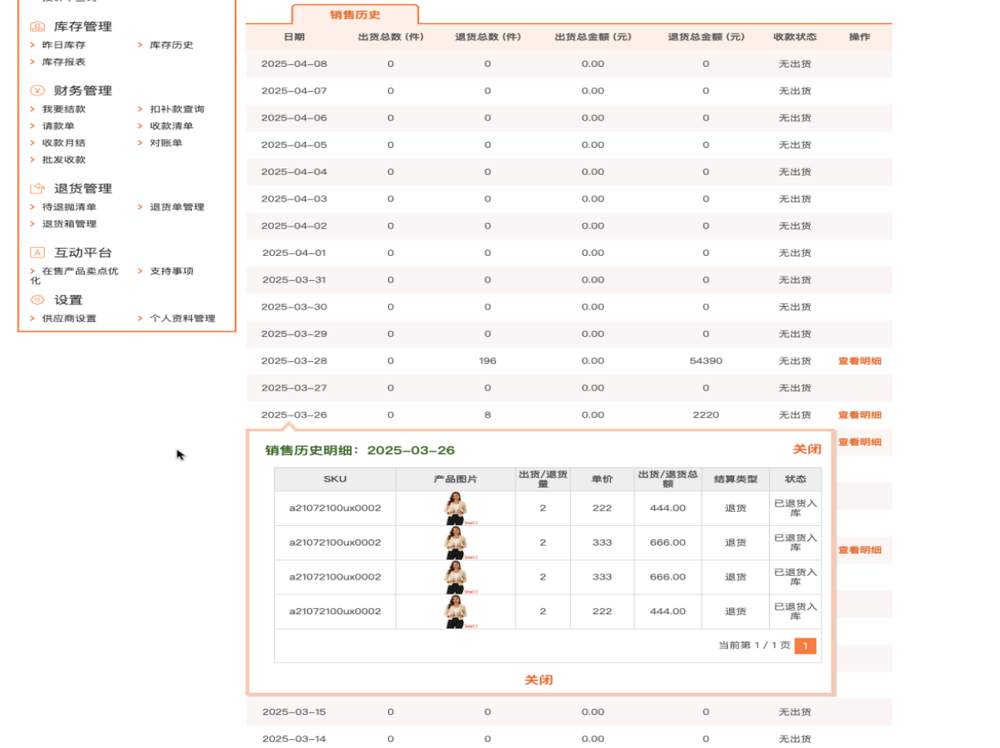 库存管理
> 昨日库存 > 库存历史
> 库存报表
财务管理
> 我要结款 > 扣补款查询
> 请款单 > 收款清单
> 收款月结 > 对账单
> 批发收款
退货管理
> 待退抛清单 > 退货单管理
> 退货箱管理
互动平台
> 在售产品卖点优 > 支持事项
化
设置
> 供应商设置 > 个人资料管理
销售历史
日期 出货总数 (件) 退货总数 (件) 出货总金额 (元) 退货总金额 (元) 收款状态 操作
2025-04-08 0 0 0.00 0 无出货
2025-04-07 0 0 0.00 0 无出货
2025-04-06 0 0 0.00 0 无出货
2025-04-05 0 0 0.00 0 无出货
2025-04-04 0 0 0.00 0 无出货
2025-04-03 0 0 0.00 0 无出货
2025-04-02 0 0 0.00 0 无出货
2025-04-01 0 0 0.00 0 无出货
2025-03-31 0 0 0.00 0 无出货
2025-03-30 0 0 0.00 0 无出货
2025-03-29 0 0 0.00 0 无出货
2025-03-28 0 196 0.00 54390 无出货 查看明细
2025-03-27 0 0 0.00 0 无出货
2025-03-26 0 8 0.00 2220 无出货 查看明细
查看明细
销售历史明细：2025-03-26 关闭
SKU 产品图片 出货/退货量 单价 出货/退货总额 结算类型 状态
a21072100ux0002 2 222 444.00 退货 已退货入库
a21072100ux0002 2 333 666.00 退货 已退货入库
查看明细
a21072100ux0002 2 333 666.00 退货 已退货入库
a21072100ux0002 2 222 444.00 退货 已退货入库
当前第 1 / 1 页 1
关闭
2025-03-15 0 0 0.00 0 无出货
2025-03-14 0 0 0.00 0 无出货